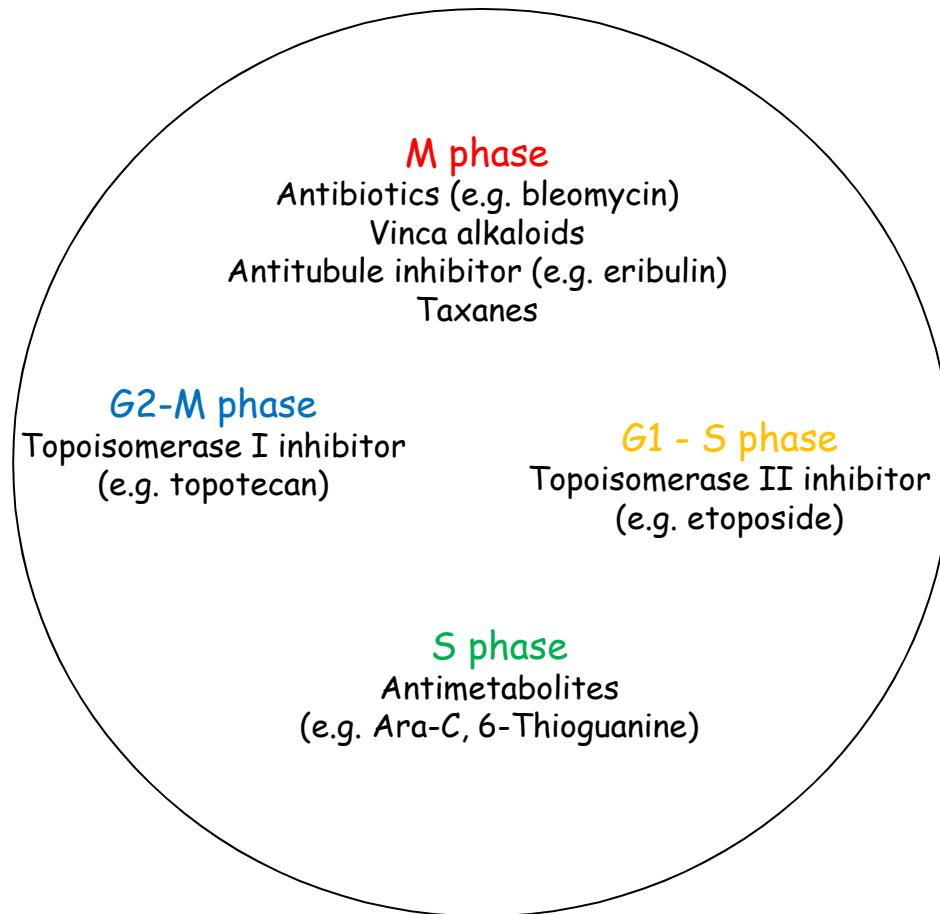 M phase
Antibiotics (e.g. bleomycin)
Vinca alkaloids
Antitubule inhibitor (e.g. eribulin)
Taxanes
G2-M phase
Topoisomerase I inhibitor
(e.g. topotecan)
G1 - S phase
Topoisomerase II inhibitor
(e.g. etoposide)
S phase
Antimetabolites
(e.g. Ara-C, 6-Thioguanine)